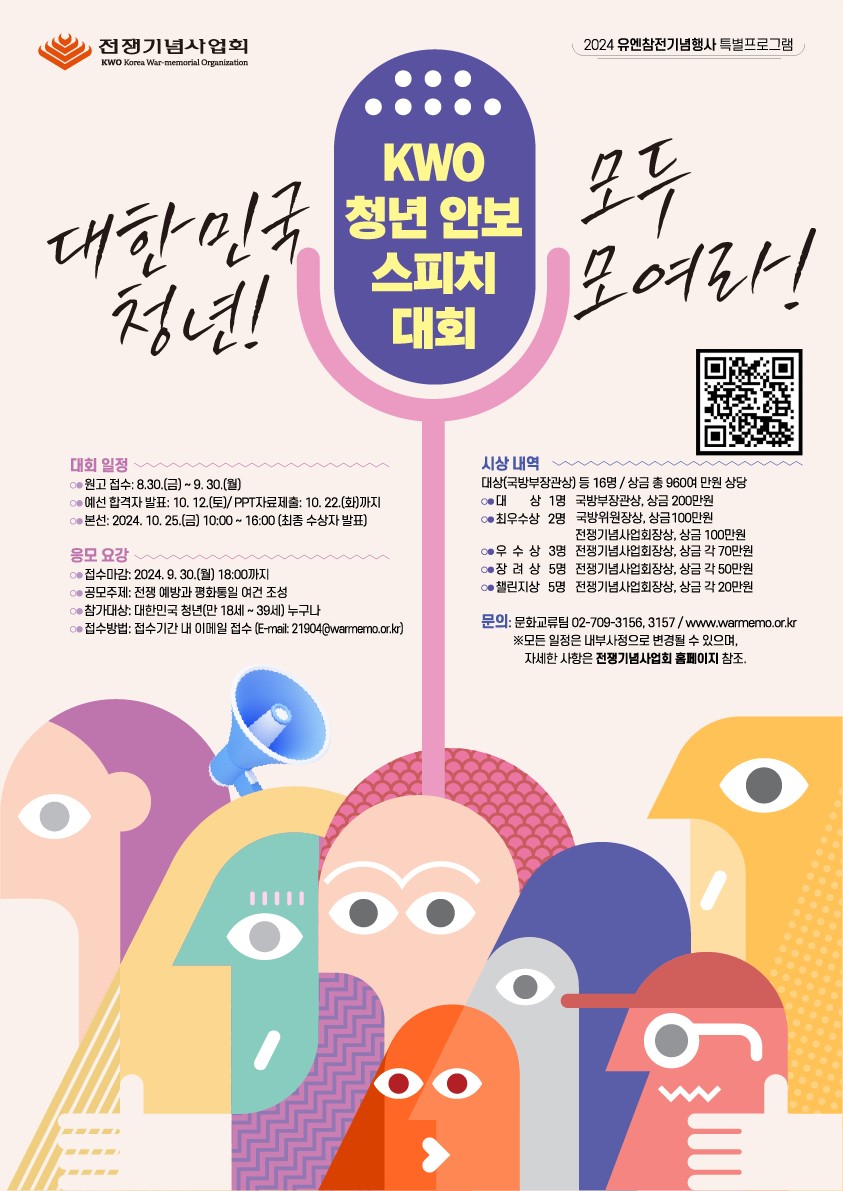 전쟁기념사업회
KWO Korea War-memorial Organization
2024 유엔참전기념행사 특별프로그램
KWO
청년 안보
스피치
대회
대한민국
청년!
모두
모여라!
대회 일정
원고 접수: 8.30.(금) ~ 9. 30.(월)
예선 합격자 발표: 10. 12.(토)/ PPT자료제출: 10. 22.(화)까지
본선: 2024. 10. 25.(금) 10:00 ~ 16:00 (최종 수상자 발표)
응모 요강
접수마감: 2024. 9. 30.(월) 18:00까지
공모주제: 전쟁 예방과 평화통일 여건 조성
참가대상: 대한민국 청년(만 18세 ~ 39세) 누구나
접수방법: 접수기간 내 이메일 접수 (E-mail: 21904@warmemo.or.kr)
시상 내역
대상(국방부장관상) 등 16명 / 상금 총 960여 만원 상당
대 상 1명 국방부장관상, 상금 200만원
최우수상 2명 국방위원장상, 상금100만원
전쟁기념사업회장상, 상금 100만원
우 수 상 3명 전쟁기념사업회장상, 상금 각 70만원
장 려 상 5명 전쟁기념사업회장상, 상금 각 50만원
챌린지상 5명 전쟁기념사업회장상, 상금 각 20만원
문의: 문화교류팀 02-709-3156, 3157 / www.warmemo.or.kr
※모든 일정은 내부사정으로 변경될 수 있으며,
자세한 사항은 전쟁기념사업회 홈페이지 참조.